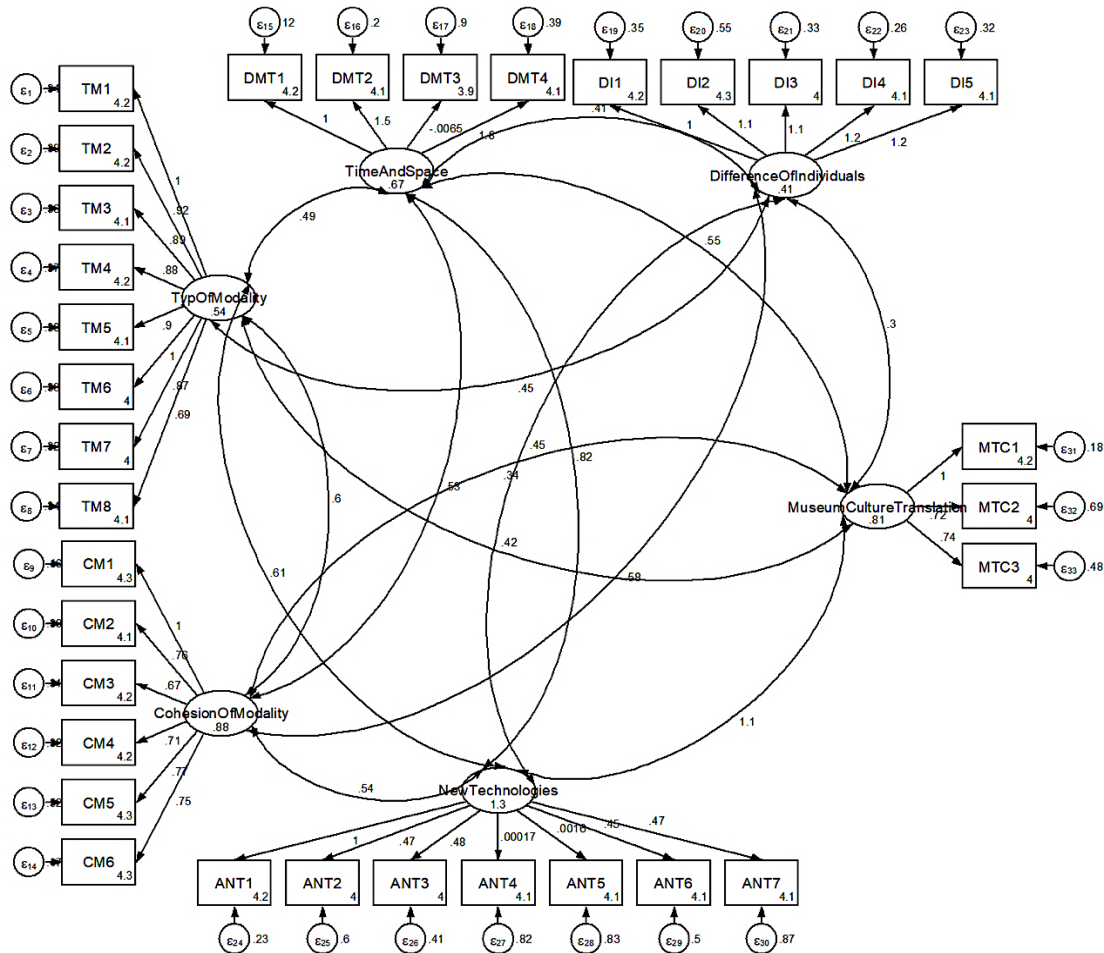 ε15 12
ε16 .2
ε17 .9
ε18 .39
ε19 .35
ε20 .55
ε21 .33
ε22 .26
ε23 .32
DMT1 4.2
DMT2 4.1
DMT3 3.9
DMT4 4.1
DI1 4.2
DI2 4.3
DI3 4
DI4 4.1
DI5 4.1
1
1.5
-.0065
1.8
.41
1
1.1
1.1
1.2
1.2
TimeAndSpace
.67
DifferenceOfIndividuals
.41
ε1
TM1 4.2
ε2
TM2 4.2
ε3
TM3 4.1
ε4
TM4 4.2
ε5
TM5 4.1
ε6
TM6 4
ε7
TM7 4
ε8
TM8 4.1
1
.92
.89
.88
.9
1
.87
.69
TypOfModality
.54
.49
.55
.3
.45
.45
.82
.34
.53
.6
.42
.58
.61
1.1
.54
MuseumCultureTranslation
.81
1
.72
.74
MTC1 4.2
ε31 .18
MTC2 4
ε32 .69
MTC3 4
ε33 .48
ε9
CM1 4.3
ε10
CM2 4.1
ε11
CM3 4.2
ε12
CM4 4.2
ε13
CM5 4.3
ε14
CM6 4.3
1
.76
.67
.71
.77
.75
CohesionOfModality
.88
NewTechnologies
1.3
1
.47
.48
.00017
.0016
.45
.47
ANT1 4.2
ANT2 4
ANT3 4
ANT4 4.1
ANT5 4.1
ANT6 4.1
ANT7 4.1
ε24 .23
ε25 .6
ε26 .41
ε27 .82
ε28 .83
ε29 .5
ε30 .87